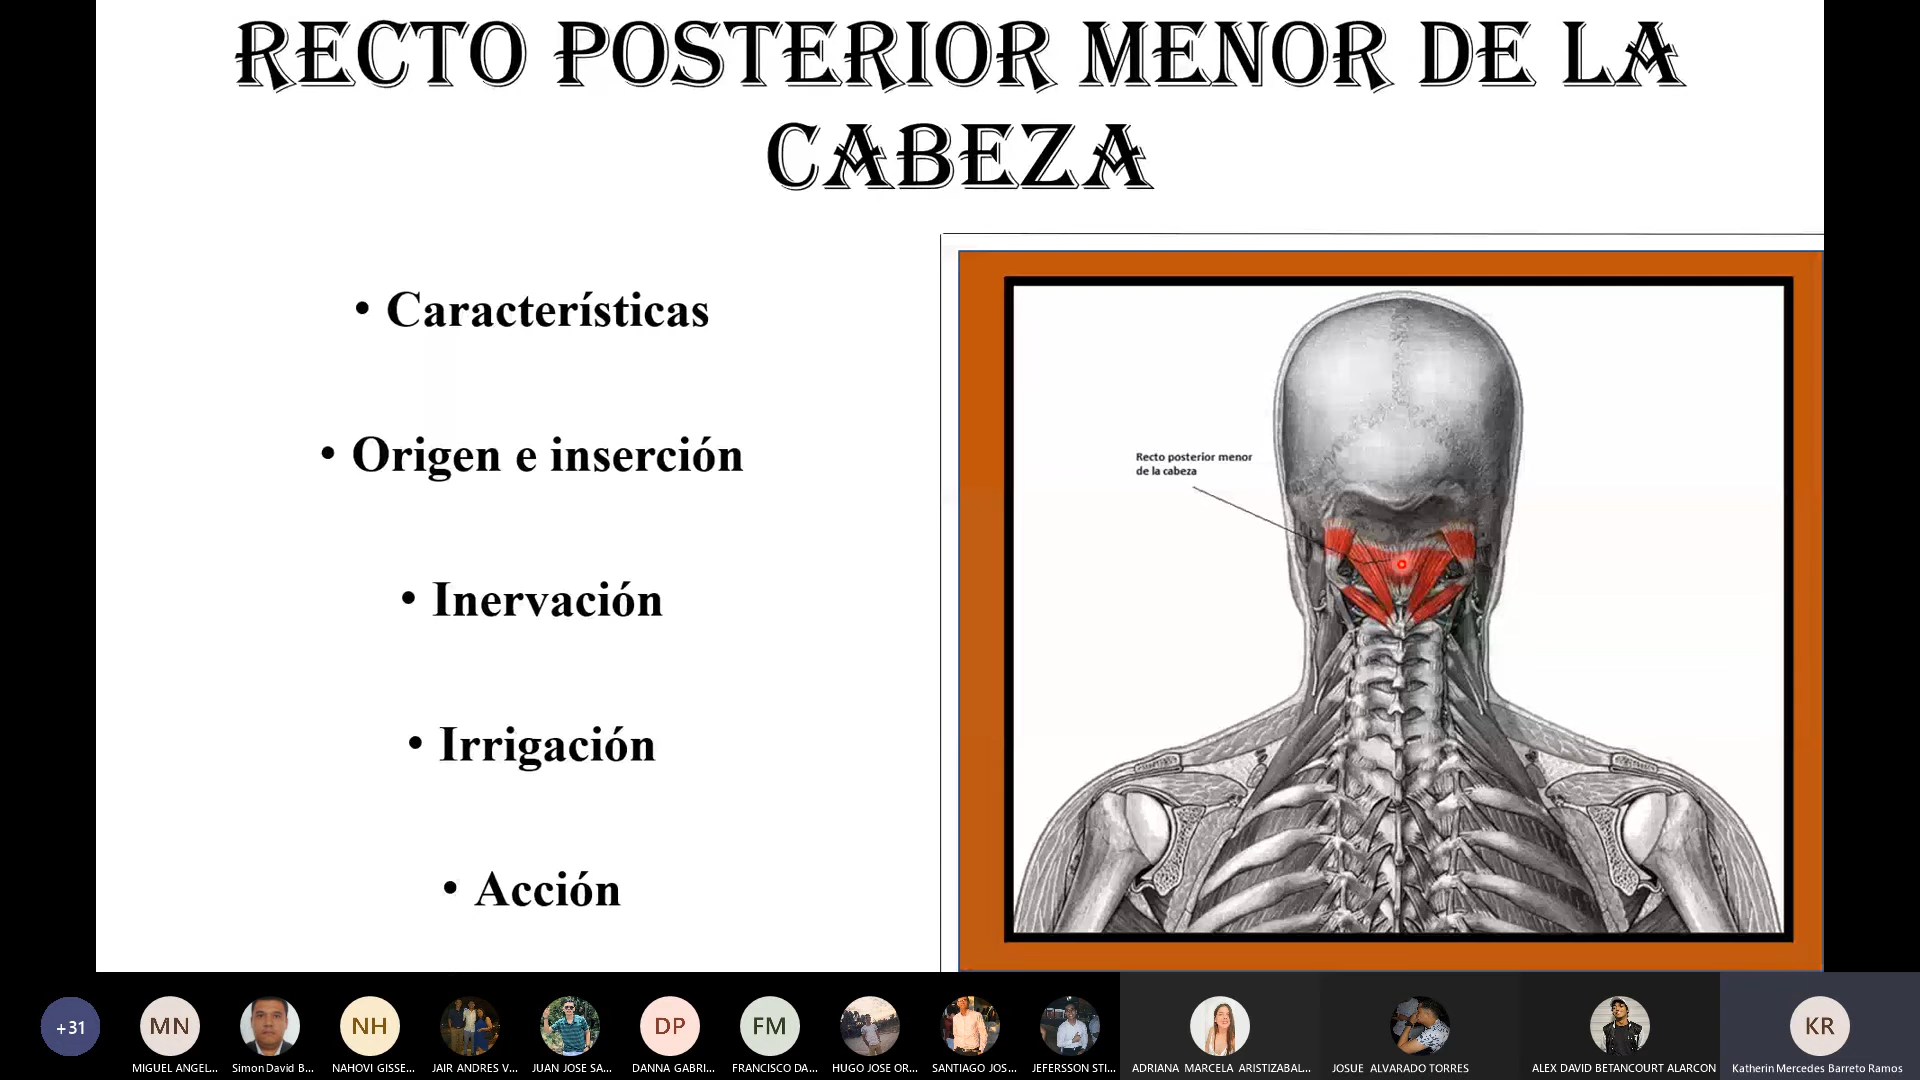 RECTO POSTERIOR MENOR DE LA
CABEZA
• Características
• Origen e inserción
• Inervación
• Irrigación
• Acción
Recto posterior menor
de la cabeza
+31
MN
NH
DP
FM
KR
MIGUEL ANGEL...
Simon David B...
NAHOVI GISSE...
JAIR ANDRES V...
JUAN JOSE SA...
DANNA GABRI...
FRANCISCO DA...
HUGO JOSE OR...
SANTIAGO JOS...
JEFERSSON STI...
ADRIANA MARCELA ARISTIZABAL...
JOSUE ALVARADO TORRES
ALEX DAVID BETANCOURT ALARCON
Katherin Mercedes Barreto Ramos